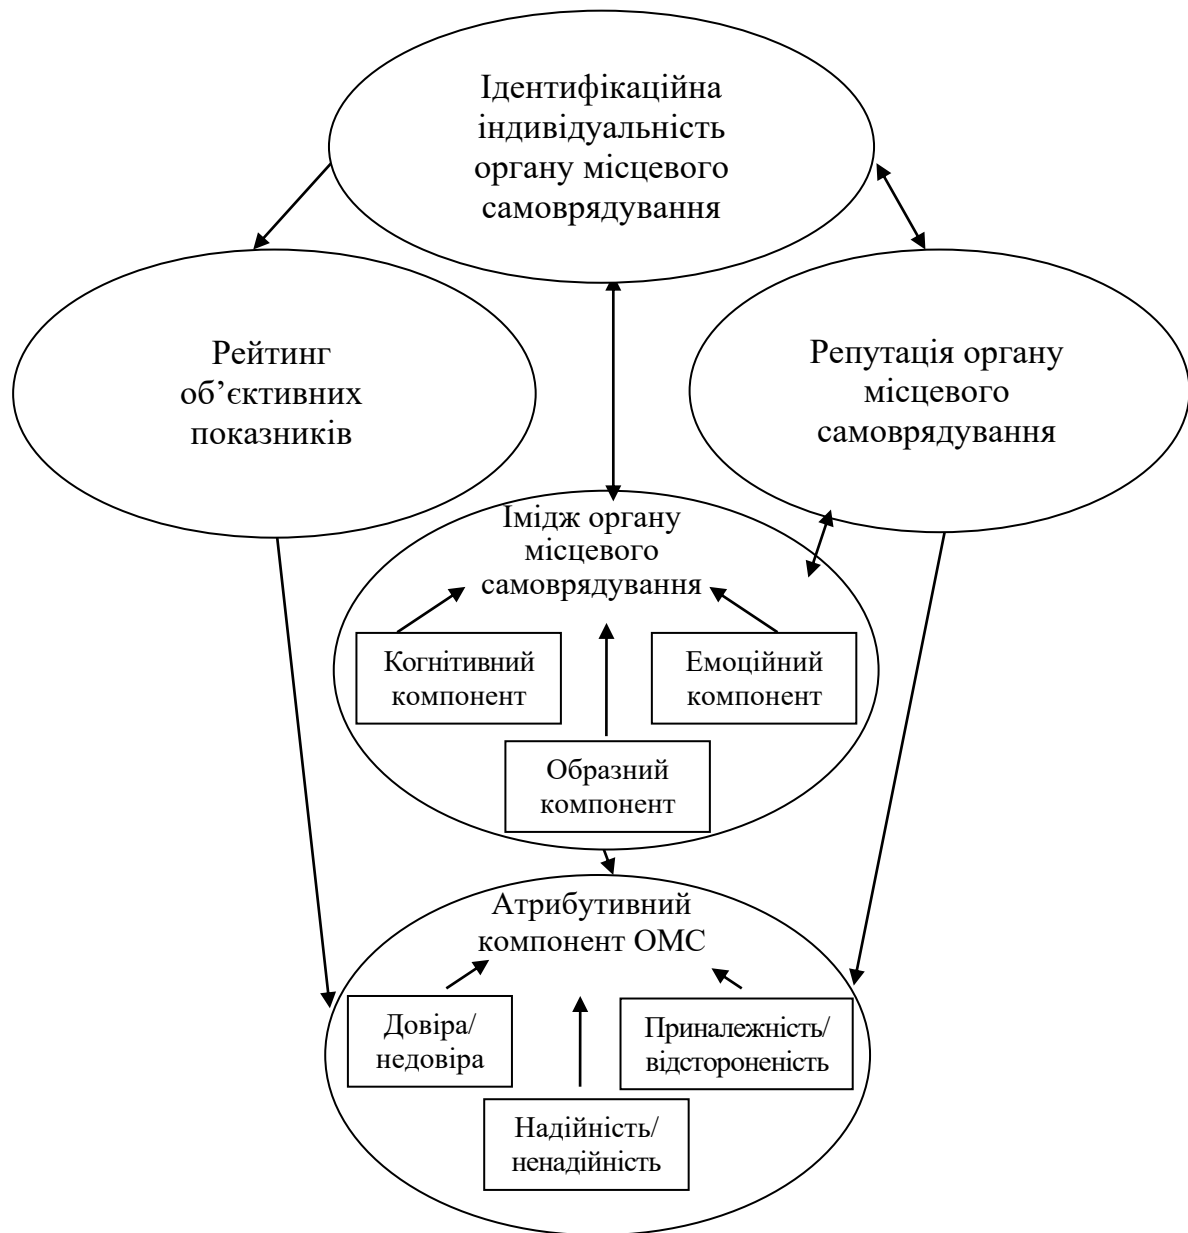 Ідентифікаційна
індивідуальність
органу місцевого
самоврядування
Рейтинг
об’єктивних
показників
Репутація органу
місцевого
самоврядування
Імідж органу
місцевого
самоврядування
Когнітивний
компонент
Емоційний
компонент
Образний
компонент
Атрибутивний
компонент ОМС
Довіра/
недовіра
Приналежність/
відстороненість
Надійність/
ненадійність